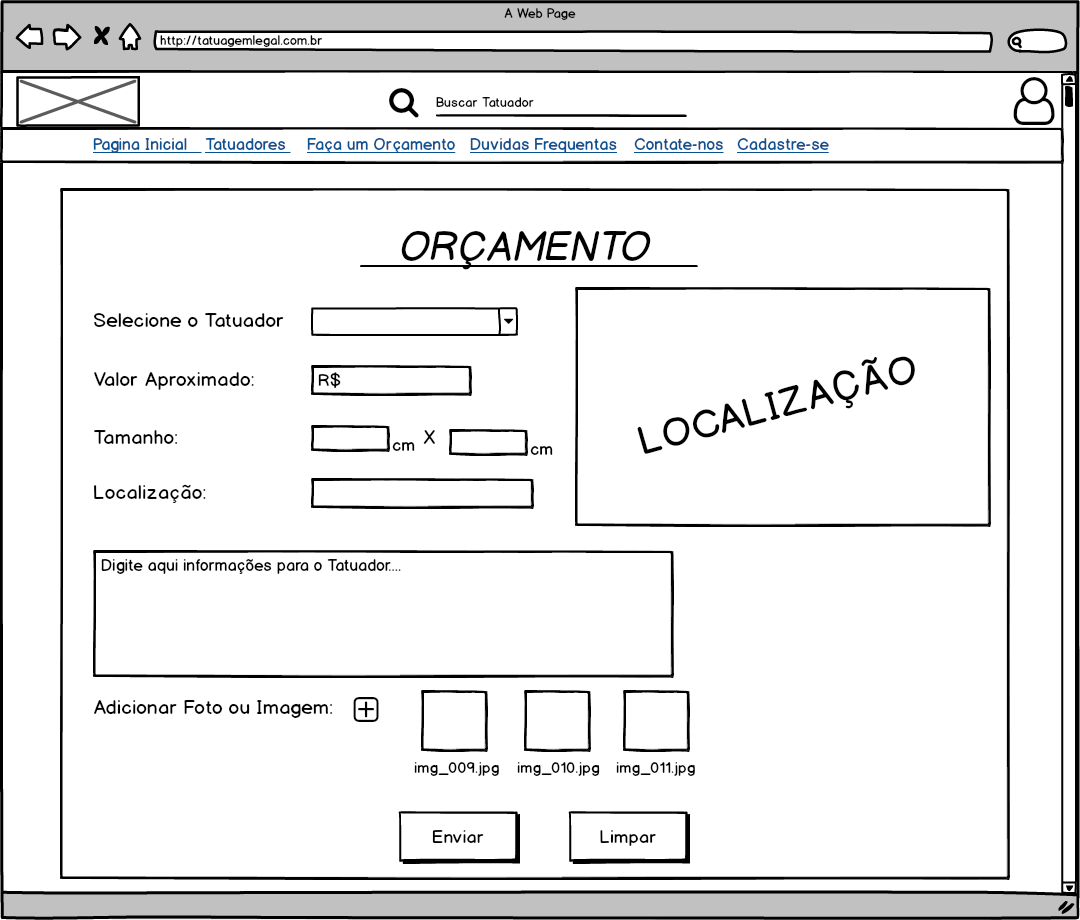 A Web Page
http://tatuagemlegal.com.br
Buscar Tatuador
Pagina Inicial Tatuadores Faça um Orçamento Duvidas Frequentas Contate-nos Cadastre-se
ORÇAMENTO
Selecione o Tatuador
Valor Aproximado: R$
Tamanho: cm X cm
Localização:
LOCALIZAÇÃO
Digite aqui informações para o Tatuador....
Adicionar Foto ou Imagem:
img_009.jpg img_010.jpg img_011.jpg
Enviar Limpar